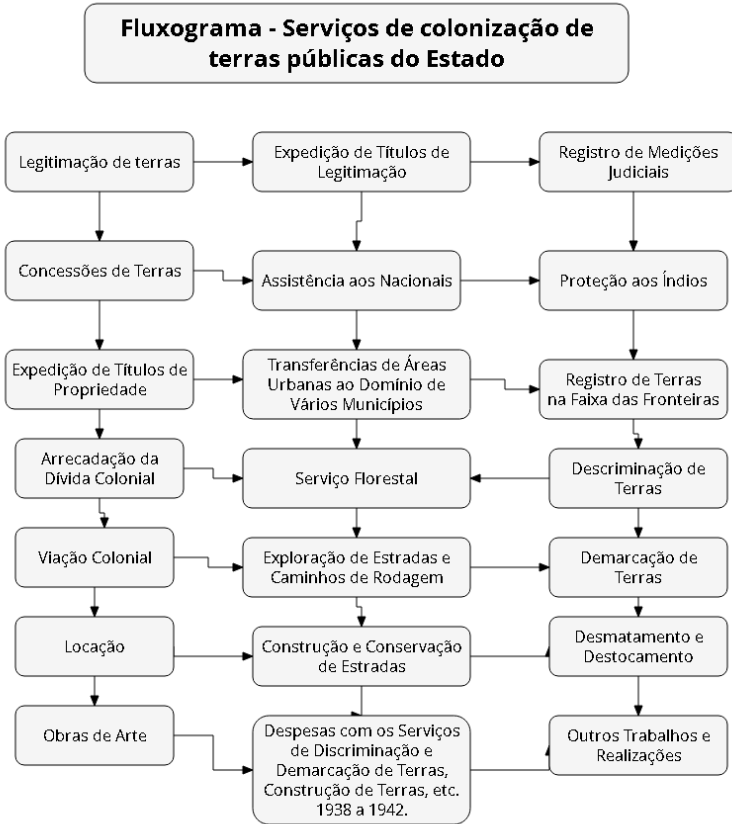 Fluxograma - Serviços de colonização de
terras públicas do Estado
Legitimação de terras
Expedição de Títulos de
Legitimação
Registro de Medições
Judiciais
Concessões de Terras
Assistência aos Nacionais
Proteção aos Índios
Expedição de Títulos de
Propriedade
Transferências de Áreas
Urbanas ao Domínio de
Vários Municípios
Registro de Terras
na Faixa das Fronteiras
Arrecadação da
Dívida Colonial
Serviço Florestal
Descriminação de
Terras
Viação Colonial
Exploração de Estradas e
Caminhos de Rodagem
Demarcação de
Terras
Locação
Construção e Conservação
de Estradas
Desmatamento e
Destocamento
Obras de Arte
Despesas com os Serviços
de Discriminação e
Demarcação de Terras,
Construção de Terras, etc.
1938 a 1942.
Outros Trabalhos e
Realizações